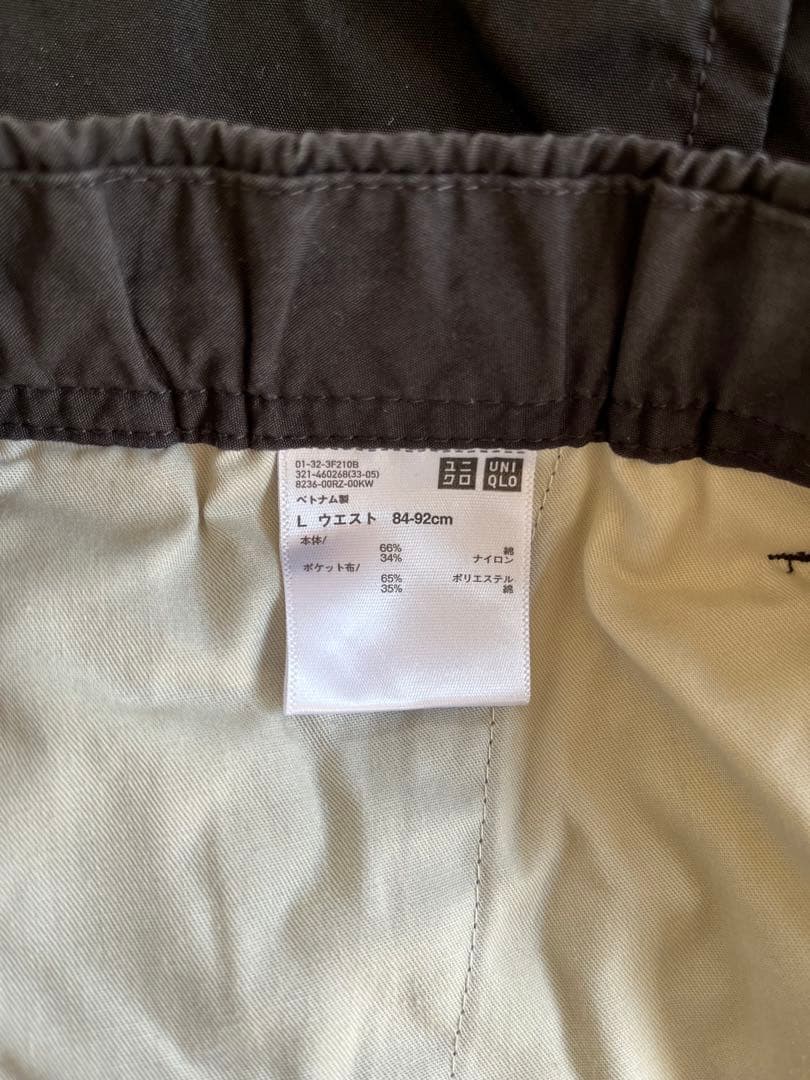 01-32-3F210B
321-460268(33-05)
8236-00RZ-00KW
ユニ
クロ
UNI
QLO
ベトナム製
L ウエスト 84-92cm
本体/
66% 綿
34% ナイロン
ポケット布/
65% ポリエステル
35% 綿